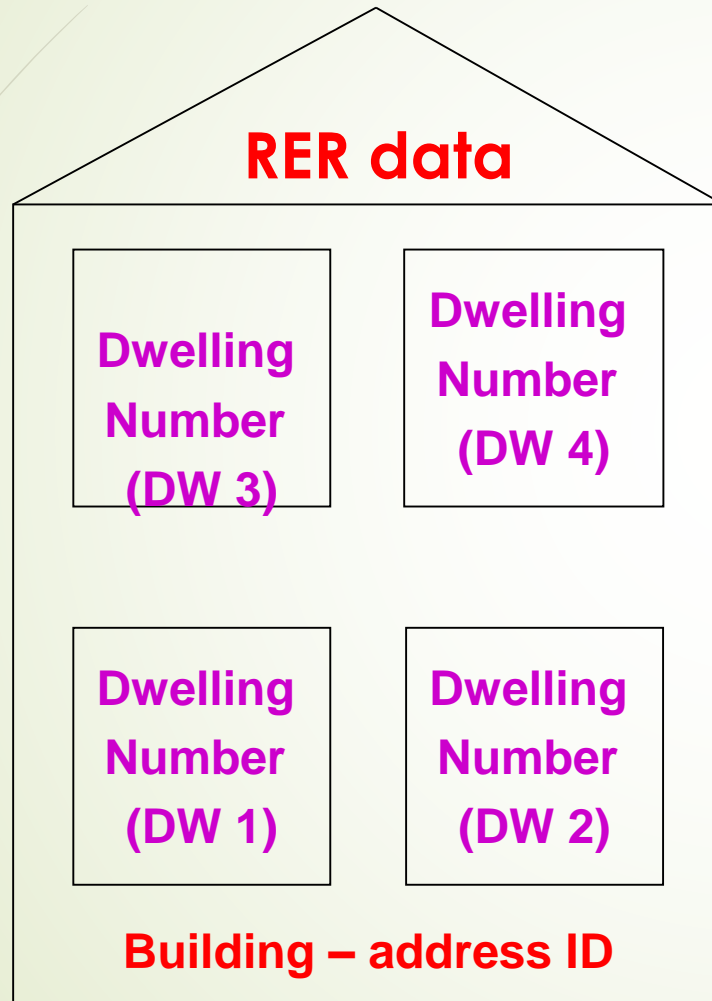 RER data
Dwelling
Number
(DW 3)
Dwelling
Number
(DW 4)
Dwelling
Number
(DW 1)
Dwelling
Number
(DW 2)
Building – address ID